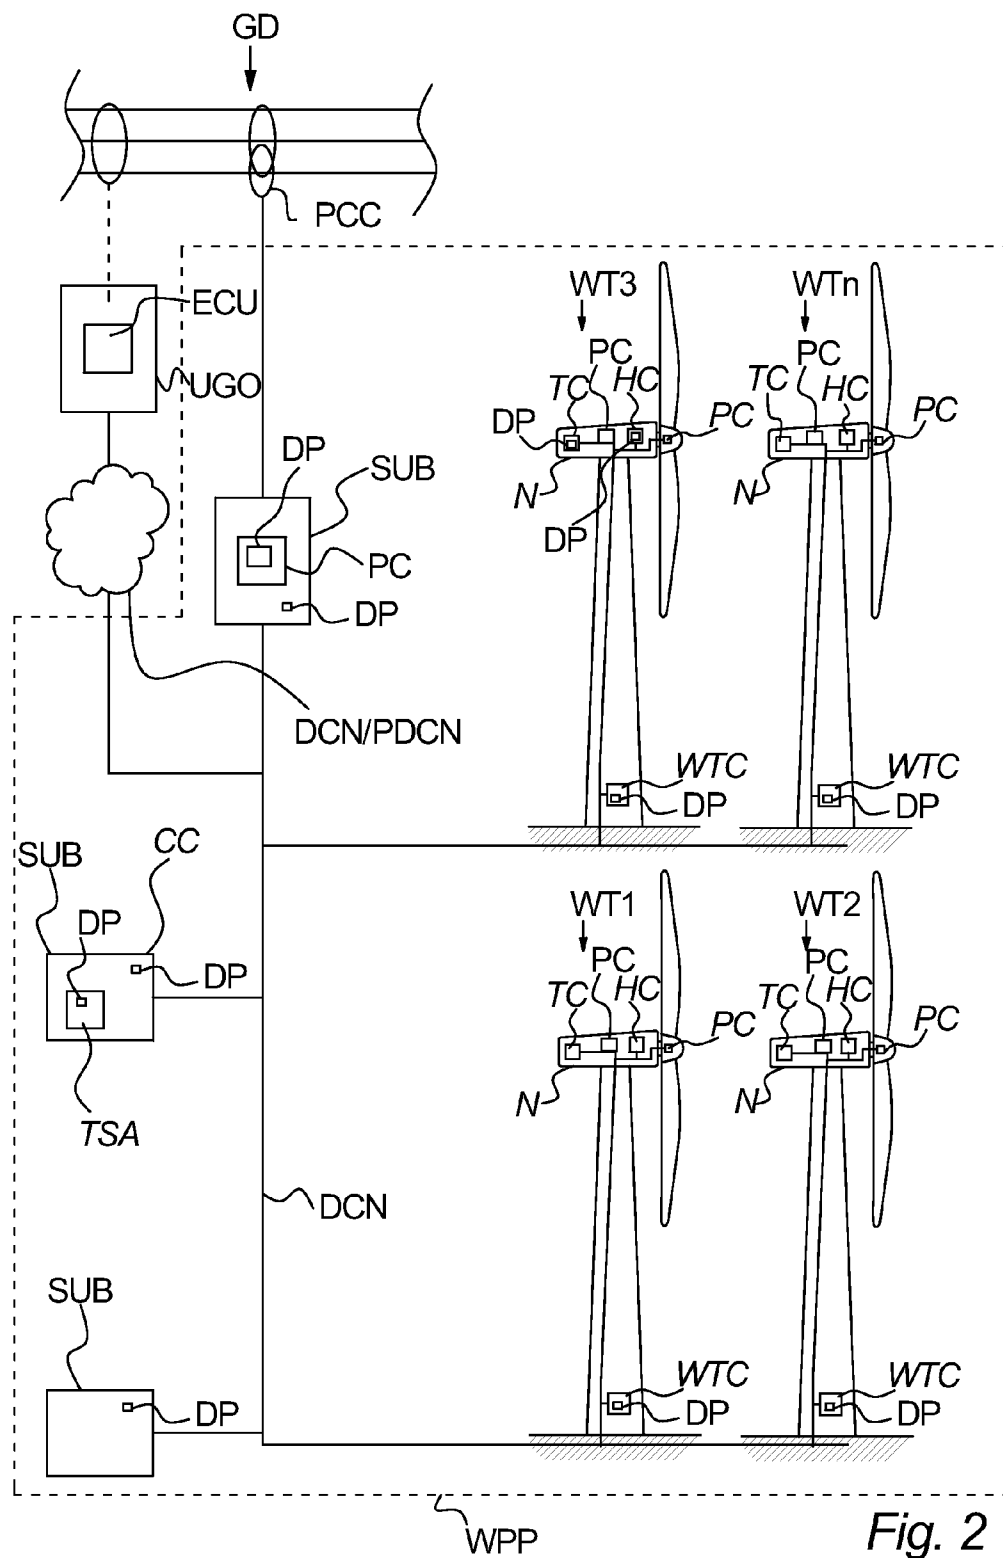 GD
PCC
ECU
UGO
WT3
WTn
PC
PC
TC
HC
TC
HC
DP
PC
PC
N
N
DP
DP
SUB
PC
DP
DCN/PDCN
WTC
WTC
DP
DP
SUB
CC
DP
DP
TSA
WT1
WT2
PC
PC
TC
HC
TC
HC
PC
PC
N
N
DCN
SUB
DP
WTC
WTC
DP
DP
WPP
Fig. 2